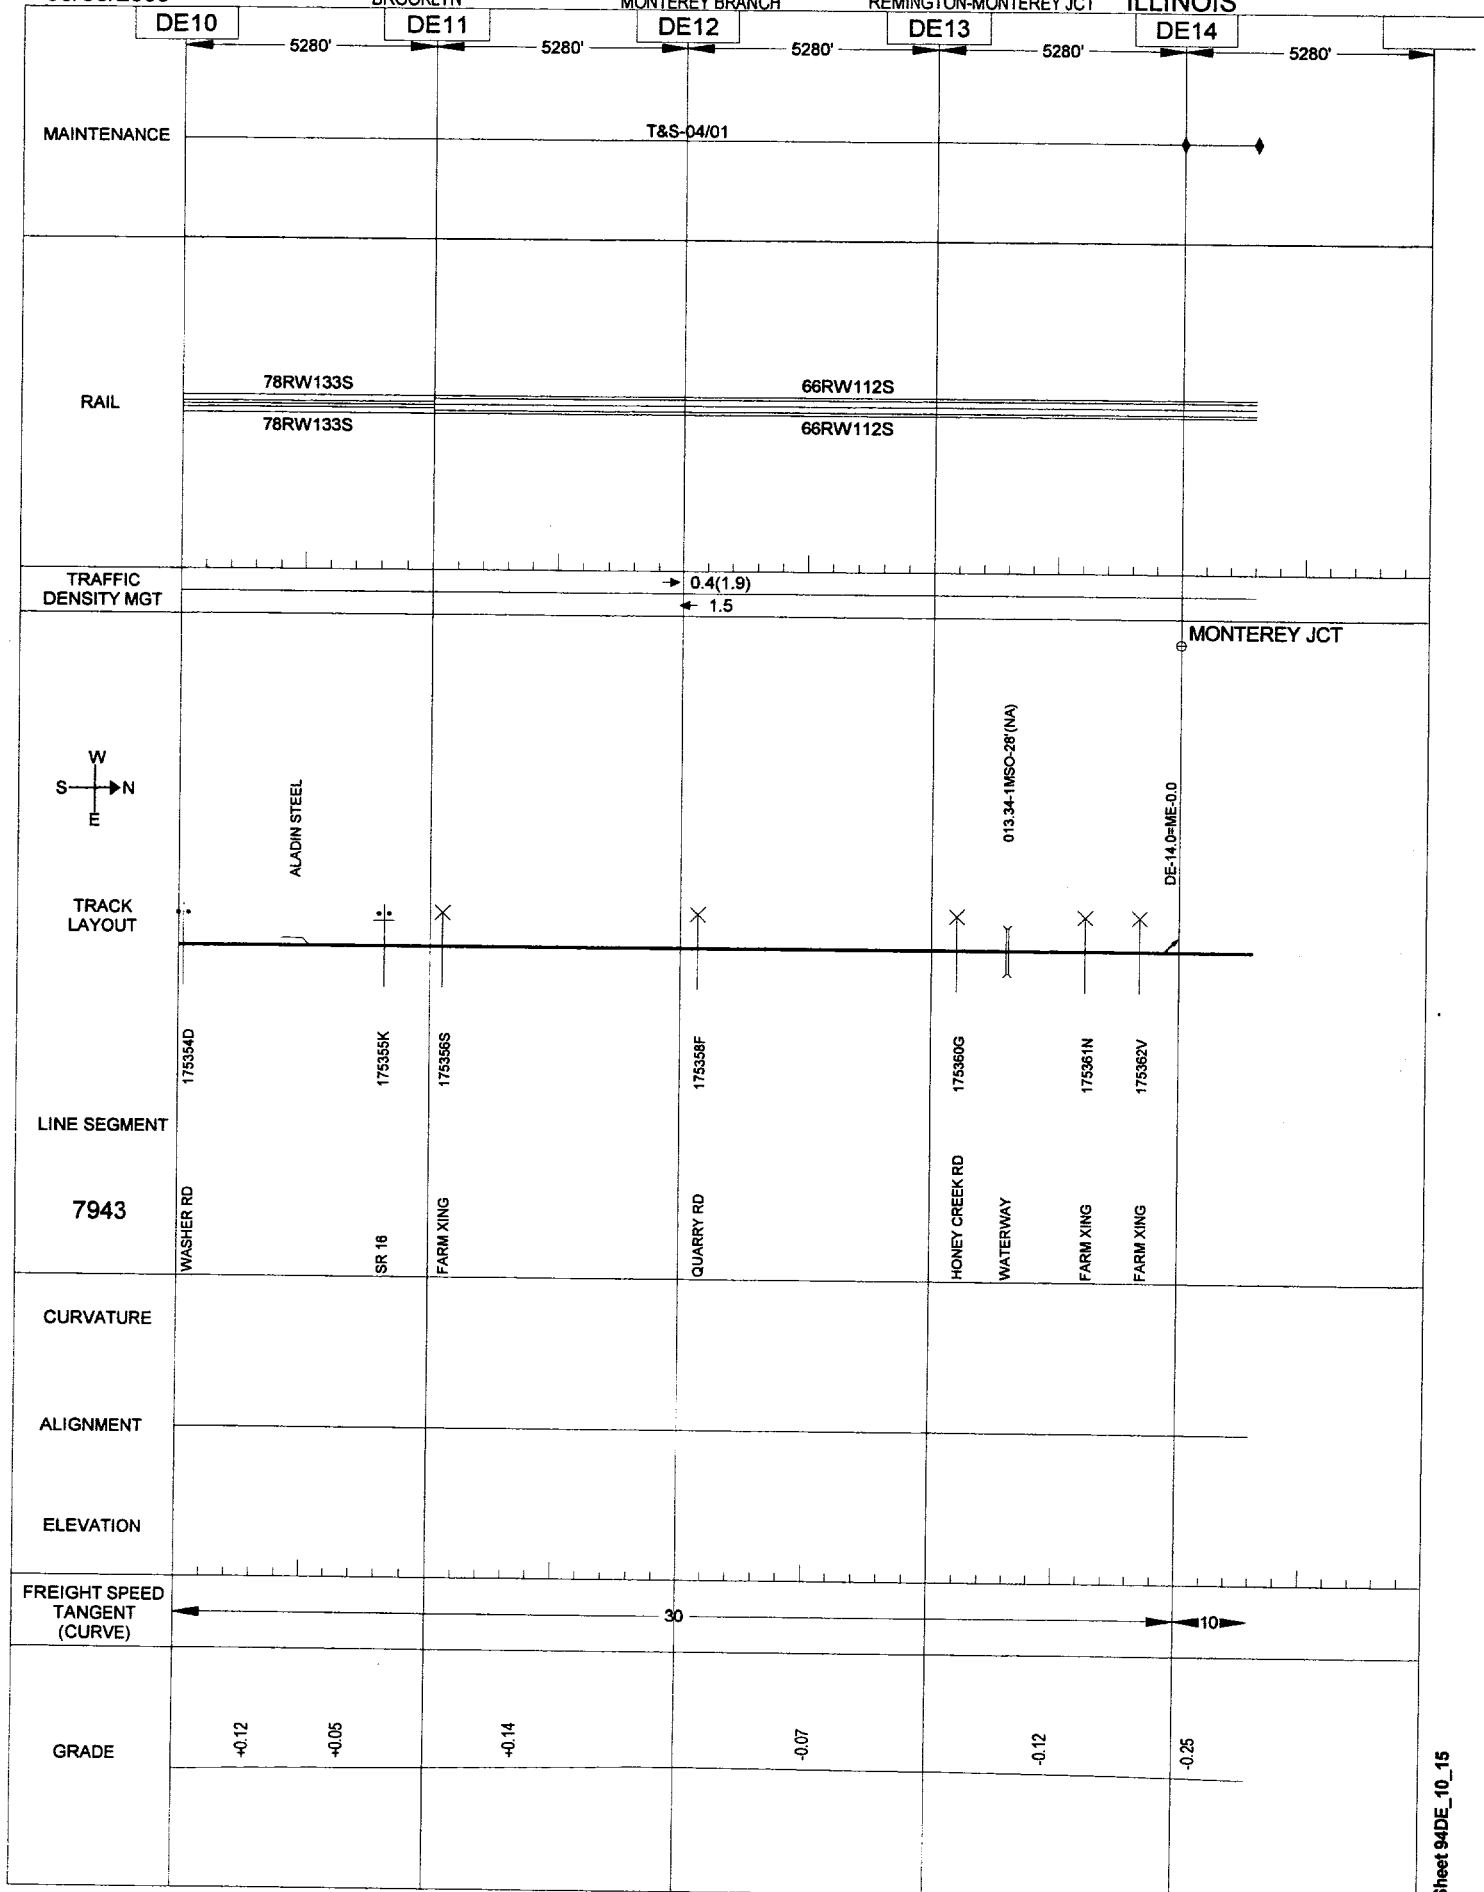 BROOKLYN MONTEREY BRANCH REMINGTON-MONTEREY JCT ILLINOIS
DE10 DE11 DE12 DE13 DE14
5280' 5280' 5280' 5280' 5280'
MAINTENANCE
T&S-04/01
RAIL
78RW133S 66RW112S
78RW133S 66RW112S
TRAFFIC
DENSITY MGT
0.4(1.9)
1.5
MONTEREY JCT
W
S N
E
TRACK
LAYOUT
ALADIN STEEL
013.34-1MSO-28'(NA)
DE-14.0=ME-0.0
175354D
175355K
175356S
175358F
175360G
175361N
175362V
LINE SEGMENT
7943
WASHER RD
SR 16
FARM XING
QUARRY RD
HONEY CREEK RD
WATERWAY
FARM XING
FARM XING
CURVATURE
ALIGNMENT
ELEVATION
FREIGHT SPEED
TANGENT
(CURVE)
30 10
GRADE
+0.12
+0.05
+0.14
-0.07
-0.12
-0.25
Sheet 94DE_10_15